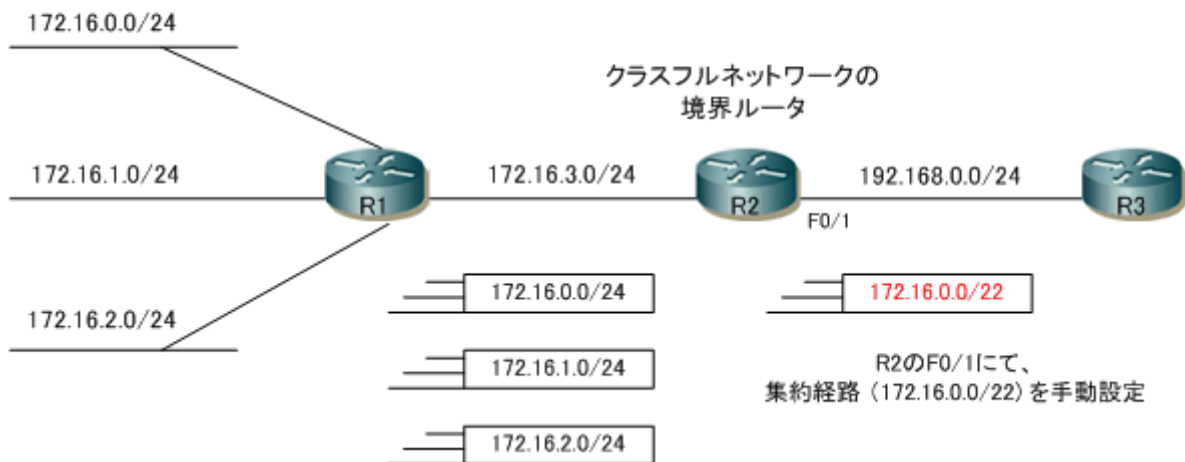 172.16.0.0/24
クラスフルネットワークの
境界ルータ
172.16.1.0/24
172.16.3.0/24
192.168.0.0/24
R1
R2
R3
F0/1
172.16.2.0/24
172.16.0.0/24
172.16.0.0/22
172.16.1.0/24
R2のF0/1にて、
集約経路 (172.16.0.0/22) を手動設定
172.16.2.0/24